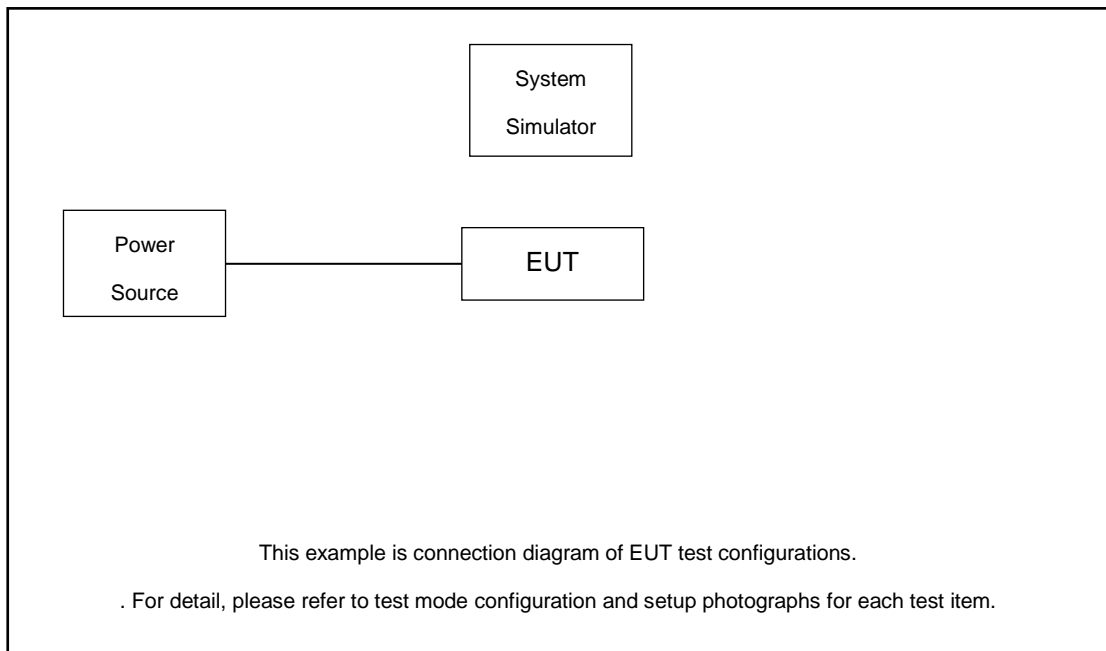 System
Simulator
Power
Source
EUT
This example is connection diagram of EUT test configurations.
. For detail, please refer to test mode configuration and setup photographs for each test item.